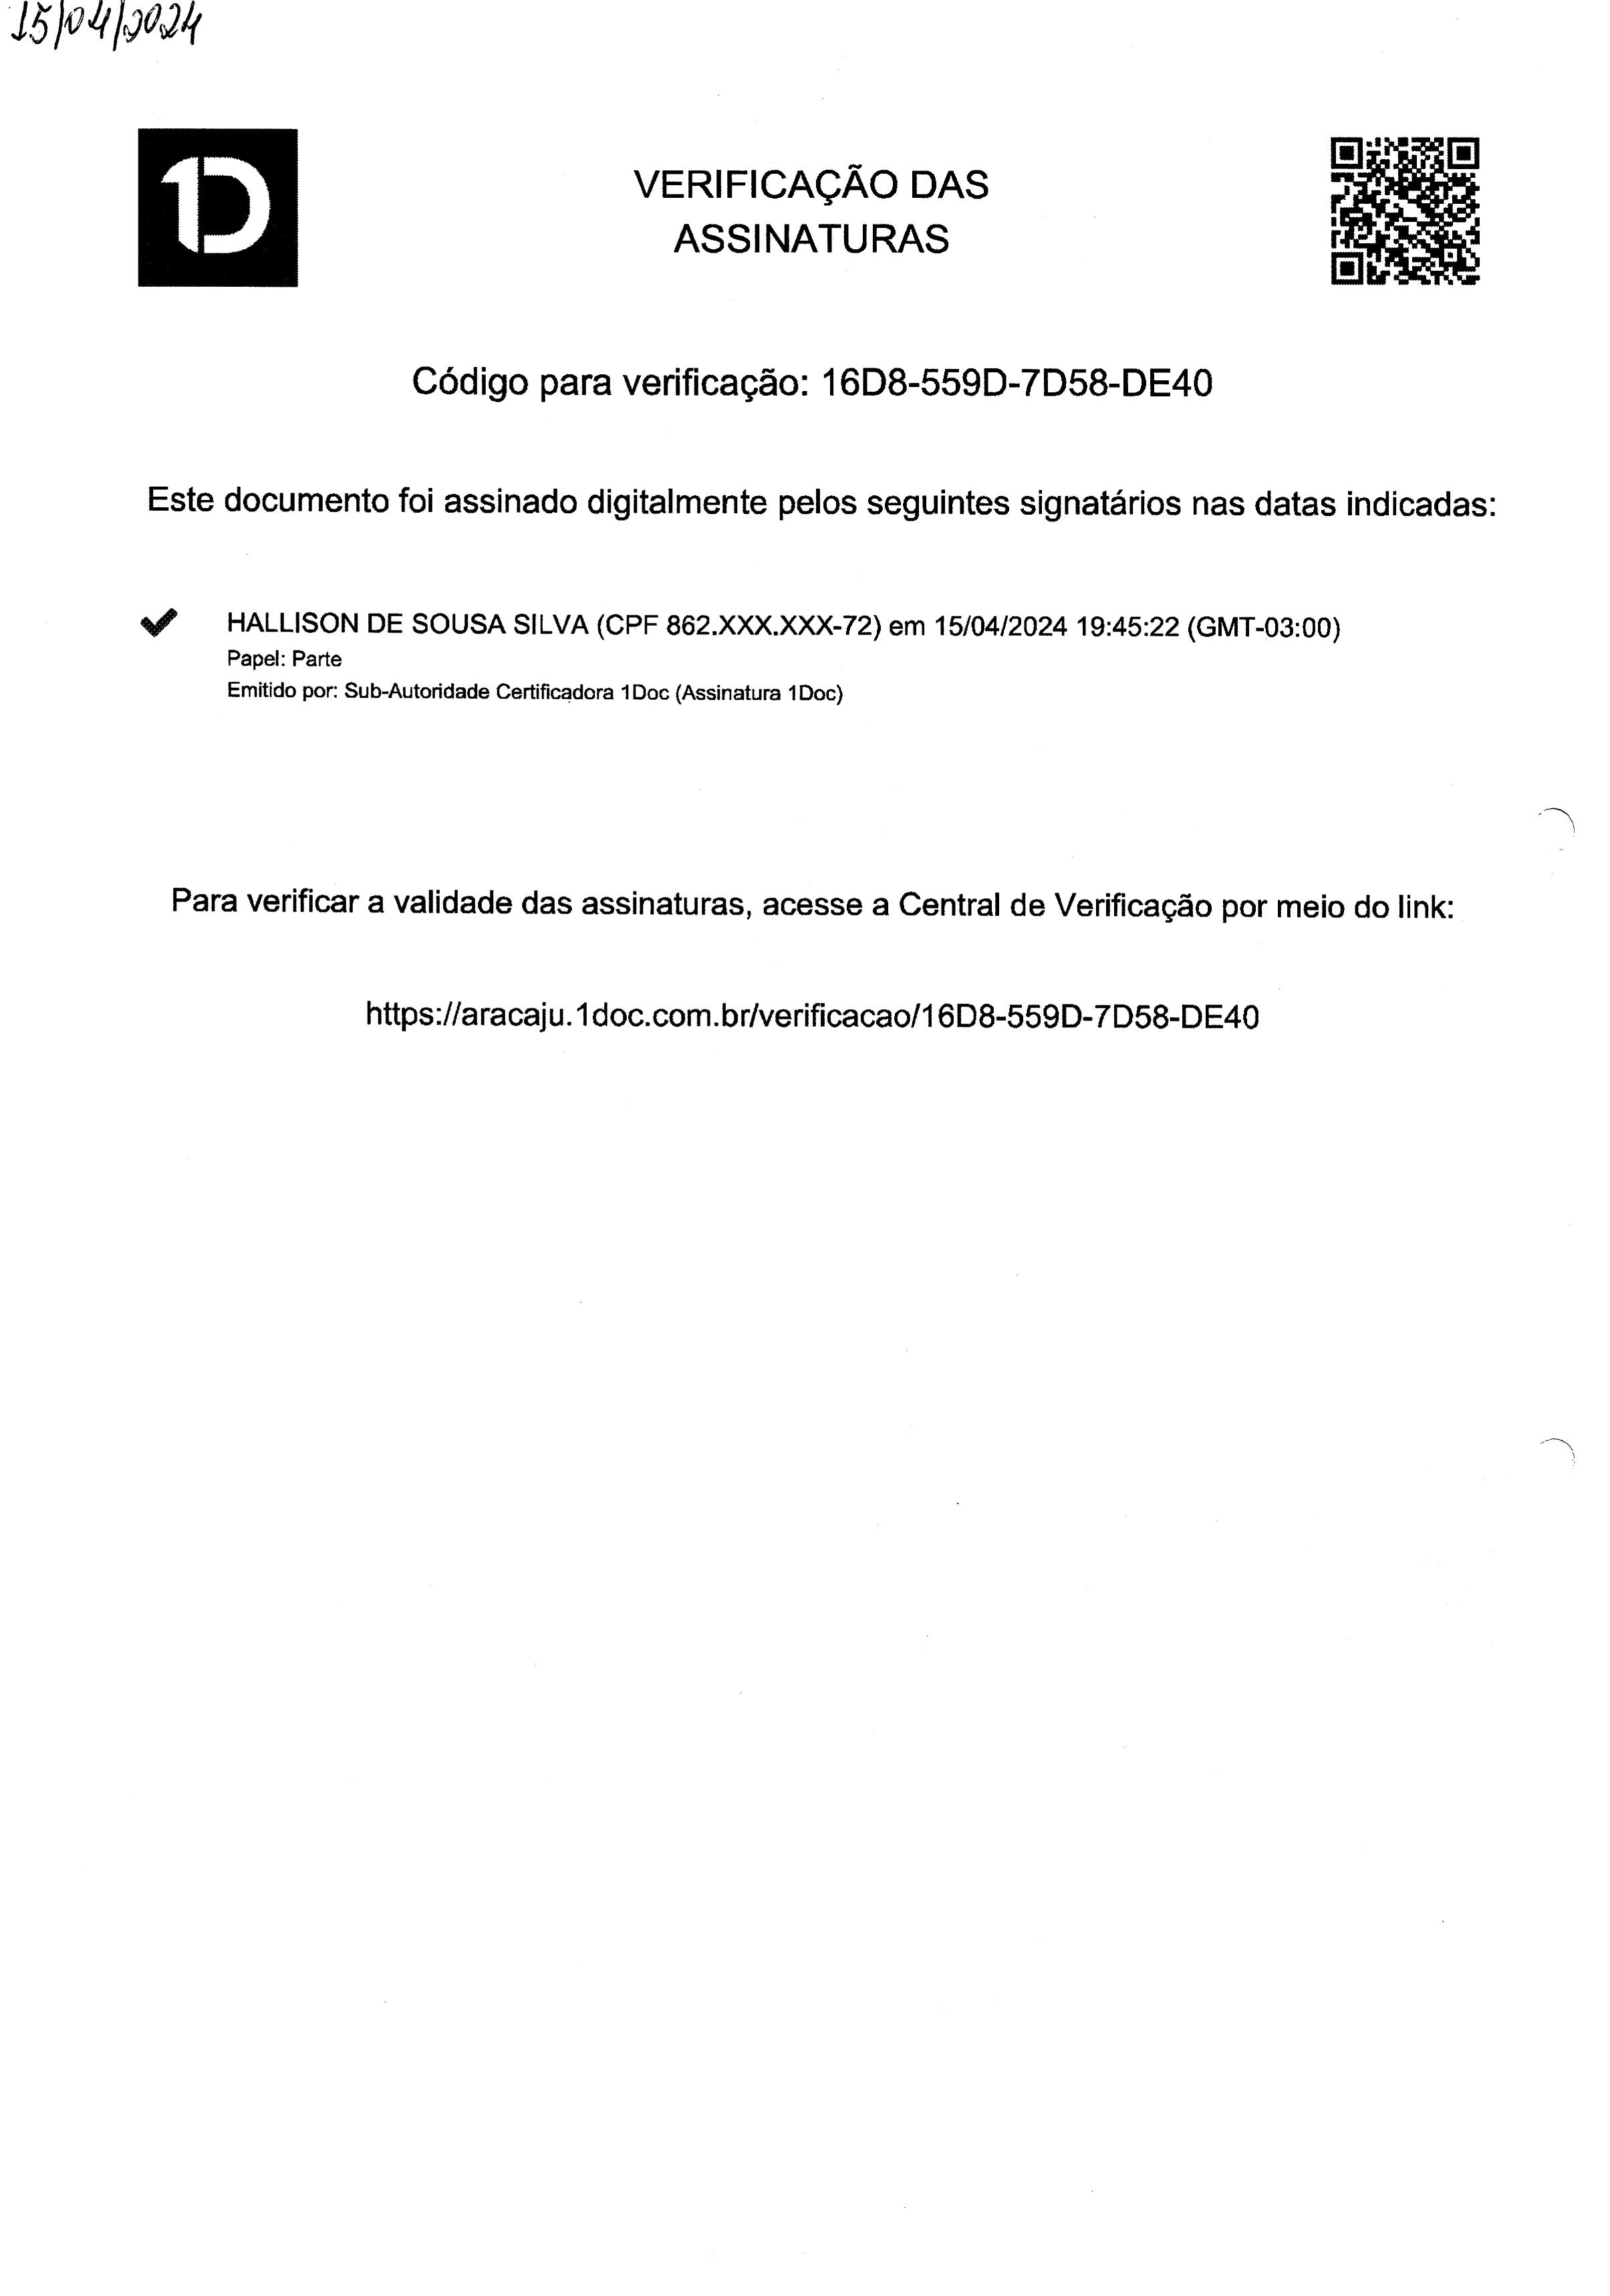 15/04/2024
1D
VERIFICAÇÃO DAS
ASSINATURAS
Código para verificação: 16D8-559D-7D58-DE40
Este documento foi assinado digitalmente pelos seguintes signatários nas datas indicadas:
HALLISON DE SOUSA SILVA (CPF 862.XXX.XXX-72) em 15/04/2024 19:45:22 (GMT-03:00)
Papel: Parte
Emitido por: Sub-Autoridade Certificadora 1Doc (Assinatura 1Doc)
Para verificar a validade das assinaturas, acesse a Central de Verificação por meio do link:
https://aracaju.1doc.com.br/verificacao/16D8-559D-7D58-DE40